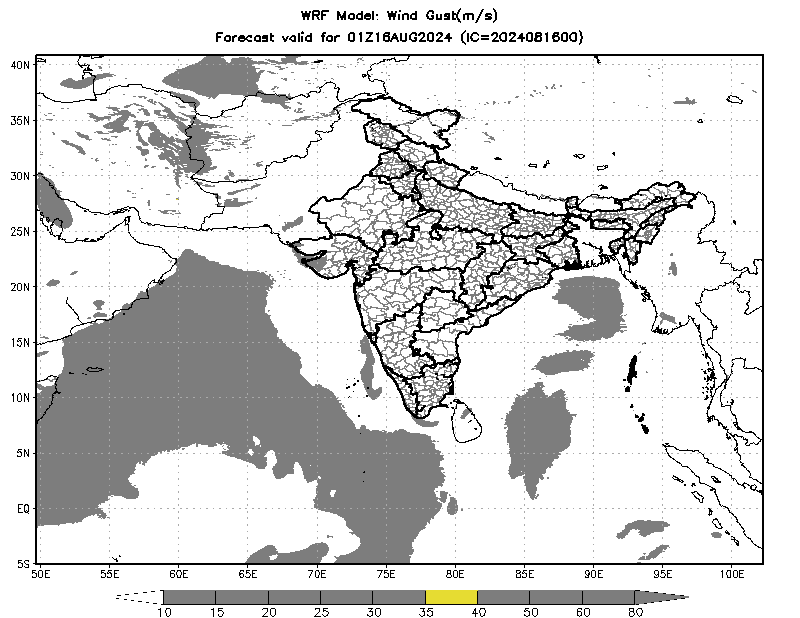 WRF Model: Wind Gust(m/s)
Forecast valid for 01Z16AUG2024 (IC=2024081600)
40N
35N
30N
25N
20N
15N
10N
5N
EQ
5S
50E 55E 60E 65E 70E 75E 80E 85E 90E 95E 100E
10 15 20 25 30 35 40 50 60 80